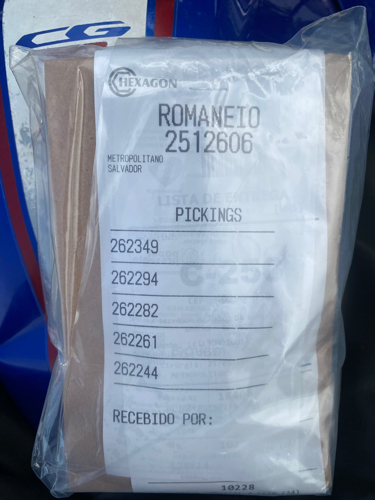 CG
HEXAGON
ROMANEIO
2512606
METROPOLITANO
SALVADOR
PICKINGS
262349
262294
262282
262261
262244
RECEBIDO POR:
10228